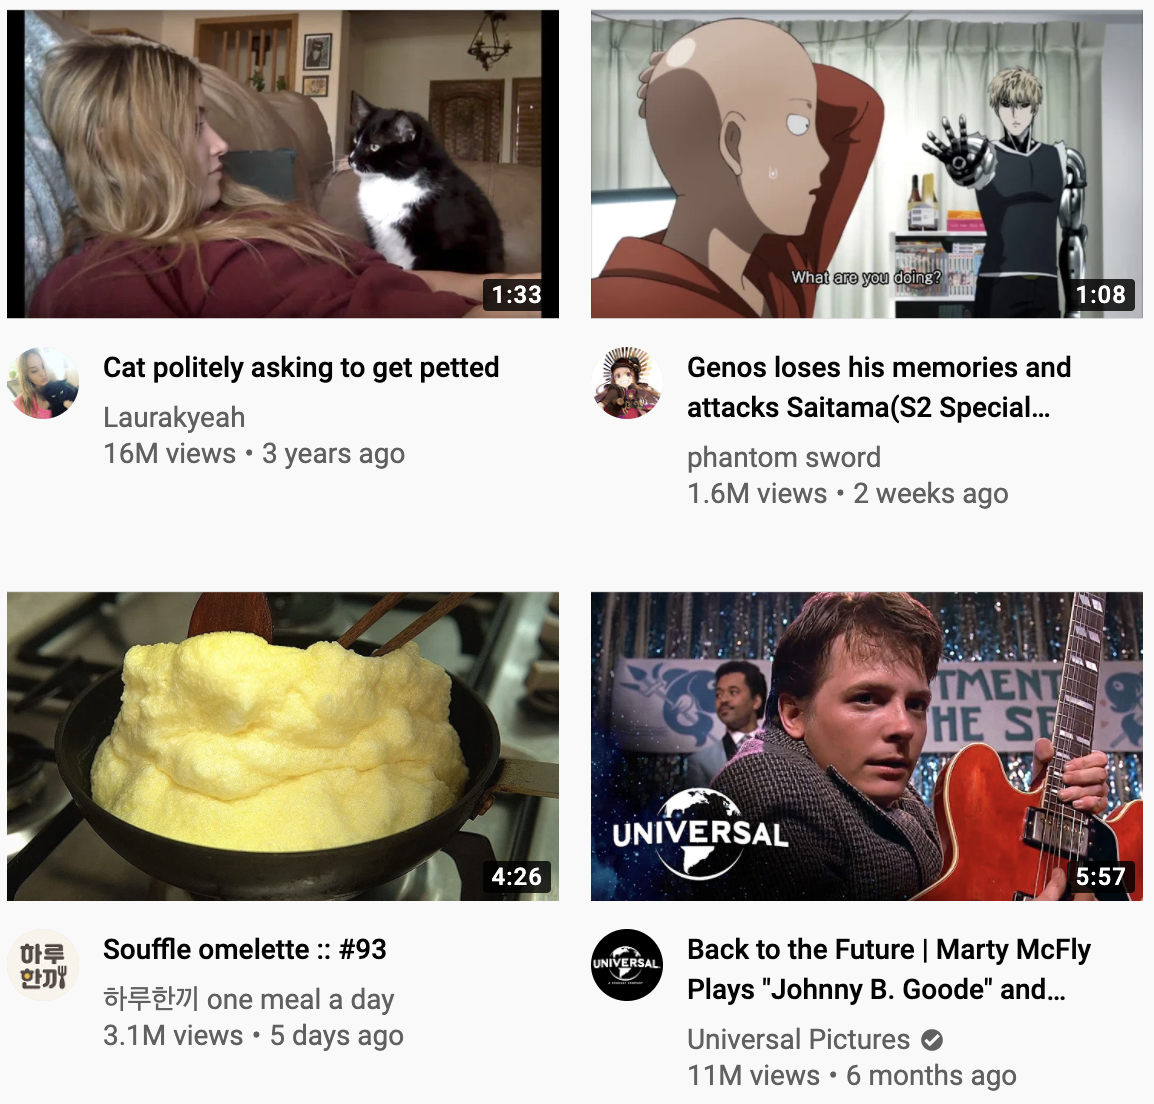 1:33
Cat politely asking to get petted
Laurakyeah
16M views • 3 years ago
What are you doing?
1:08
Genos loses his memories and
attacks Saitama(S2 Special...
phantom sword
1.6M views • 2 weeks ago
4:26
하루
한끼
Souffle omelette :: #93
하루한끼 one meal a day
3.1M views • 5 days ago
TMENT
HE SE
UNIVERSAL
5:57
UNIVERSAL
Back to the Future | Marty McFly
Plays "Johnny B. Goode" and...
Universal Pictures
11M views • 6 months ago